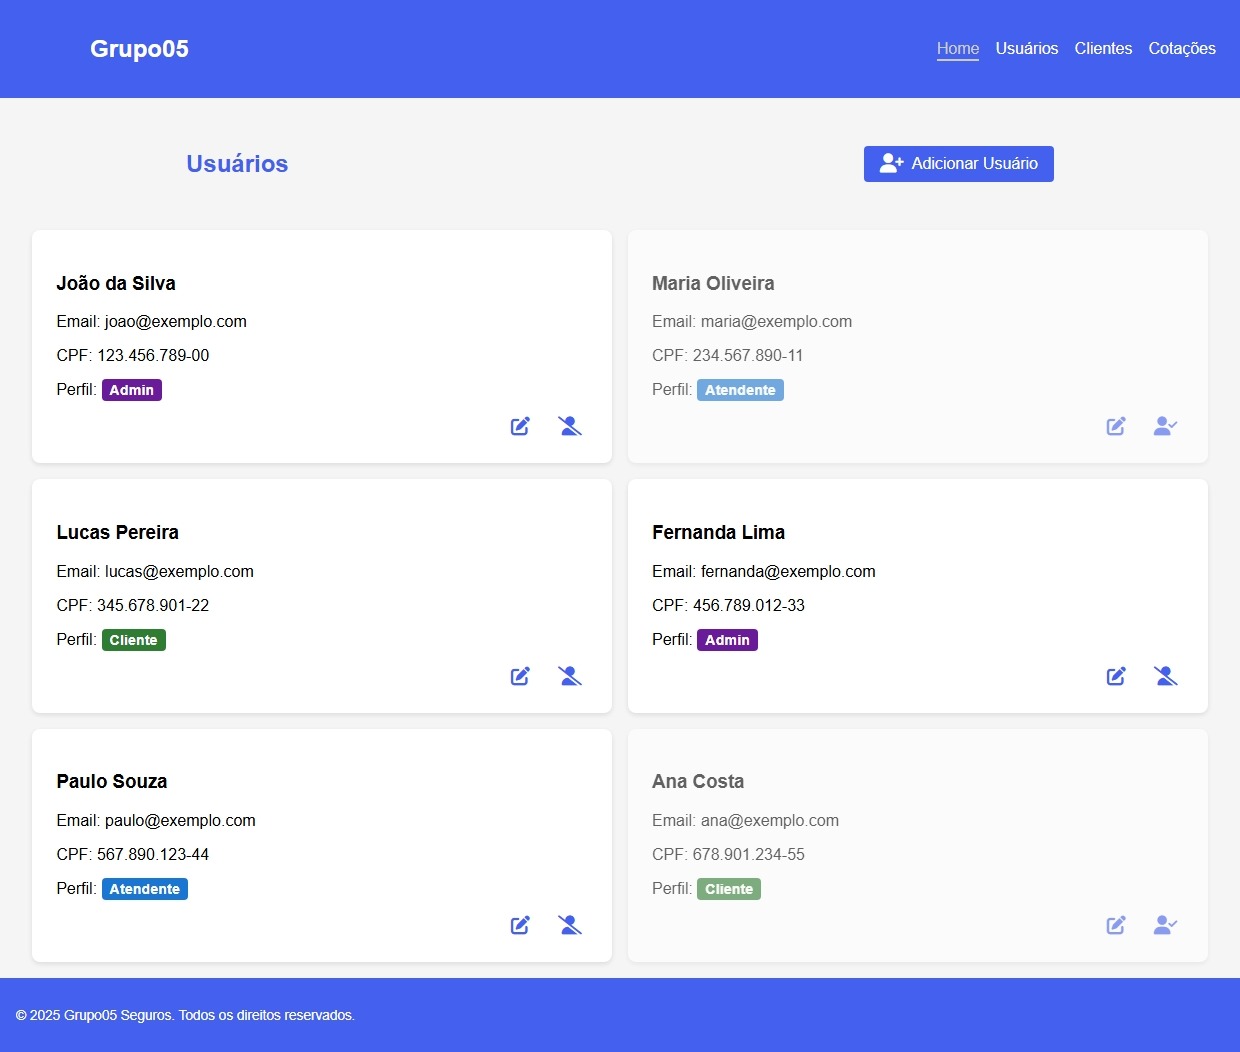 Grupo05
Home Usuários Clientes Cotações
Usuários
Adicionar Usuário
João da Silva
Email: joao@exemplo.com
CPF: 123.456.789-00
Perfil: Admin
Maria Oliveira
Email: maria@exemplo.com
CPF: 234.567.890-11
Perfil: Atendente
Lucas Pereira
Email: lucas@exemplo.com
CPF: 345.678.901-22
Perfil: Cliente
Fernanda Lima
Email: fernanda@exemplo.com
CPF: 456.789.012-33
Perfil: Admin
Paulo Souza
Email: paulo@exemplo.com
CPF: 567.890.123-44
Perfil: Atendente
Ana Costa
Email: ana@exemplo.com
CPF: 678.901.234-55
Perfil: Cliente
© 2025 Grupo05 Seguros. Todos os direitos reservados.